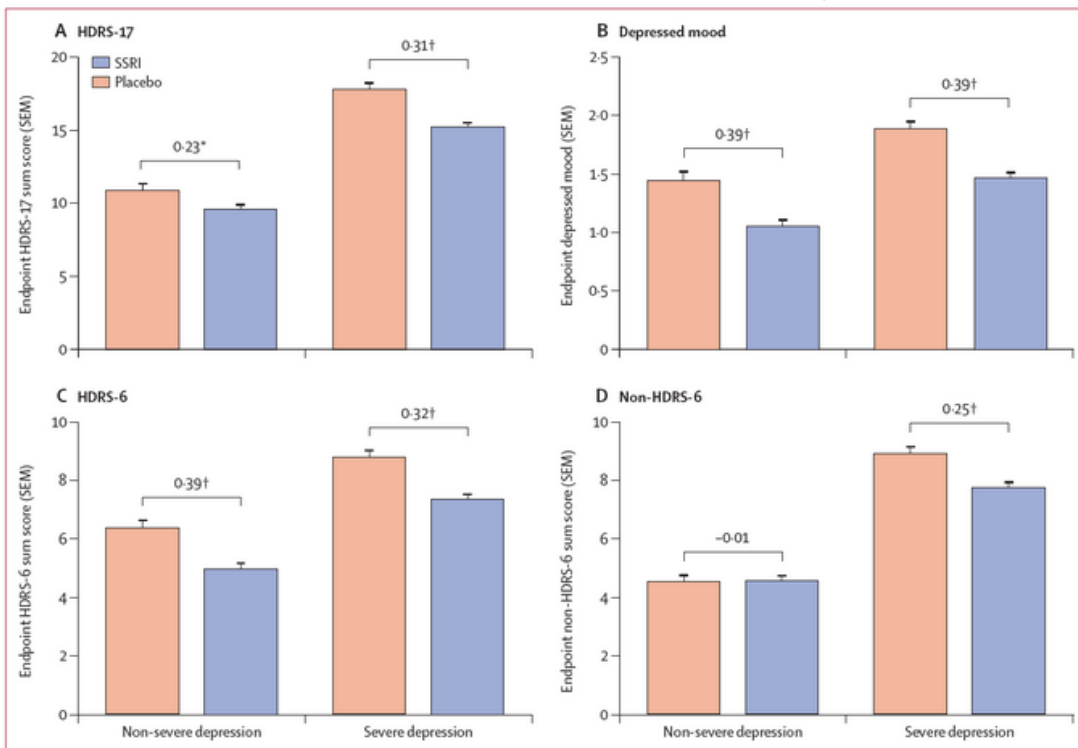 A HDRS-17
SSRI
Placebo
Endpoint HDRS-17 sum score (SEM)
20
15
10
5
0
0·23*
0·31†
B Depressed mood
Endpoint depressed mood (SEM)
2·5
2·0
1·5
1·0
0·5
0
0·39†
0·39†
C HDRS-6
Endpoint HDRS-6 sum score (SEM)
10
8
6
4
2
0
0·39†
0·32†
Non-severe depression
Severe depression
D Non-HDRS-6
Endpoint non-HDRS-6 sum score (SEM)
10
8
6
4
2
0
–0·01
0·25†
Non-severe depression
Severe depression